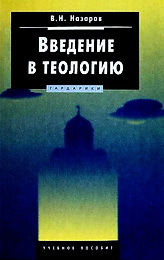 В.Н. Назаров
ВВЕДЕНИЕ
В ТЕОЛОГИЮ
ГАРДАРИКИ
УЧЕБНОЕ ПОСОБИЕ